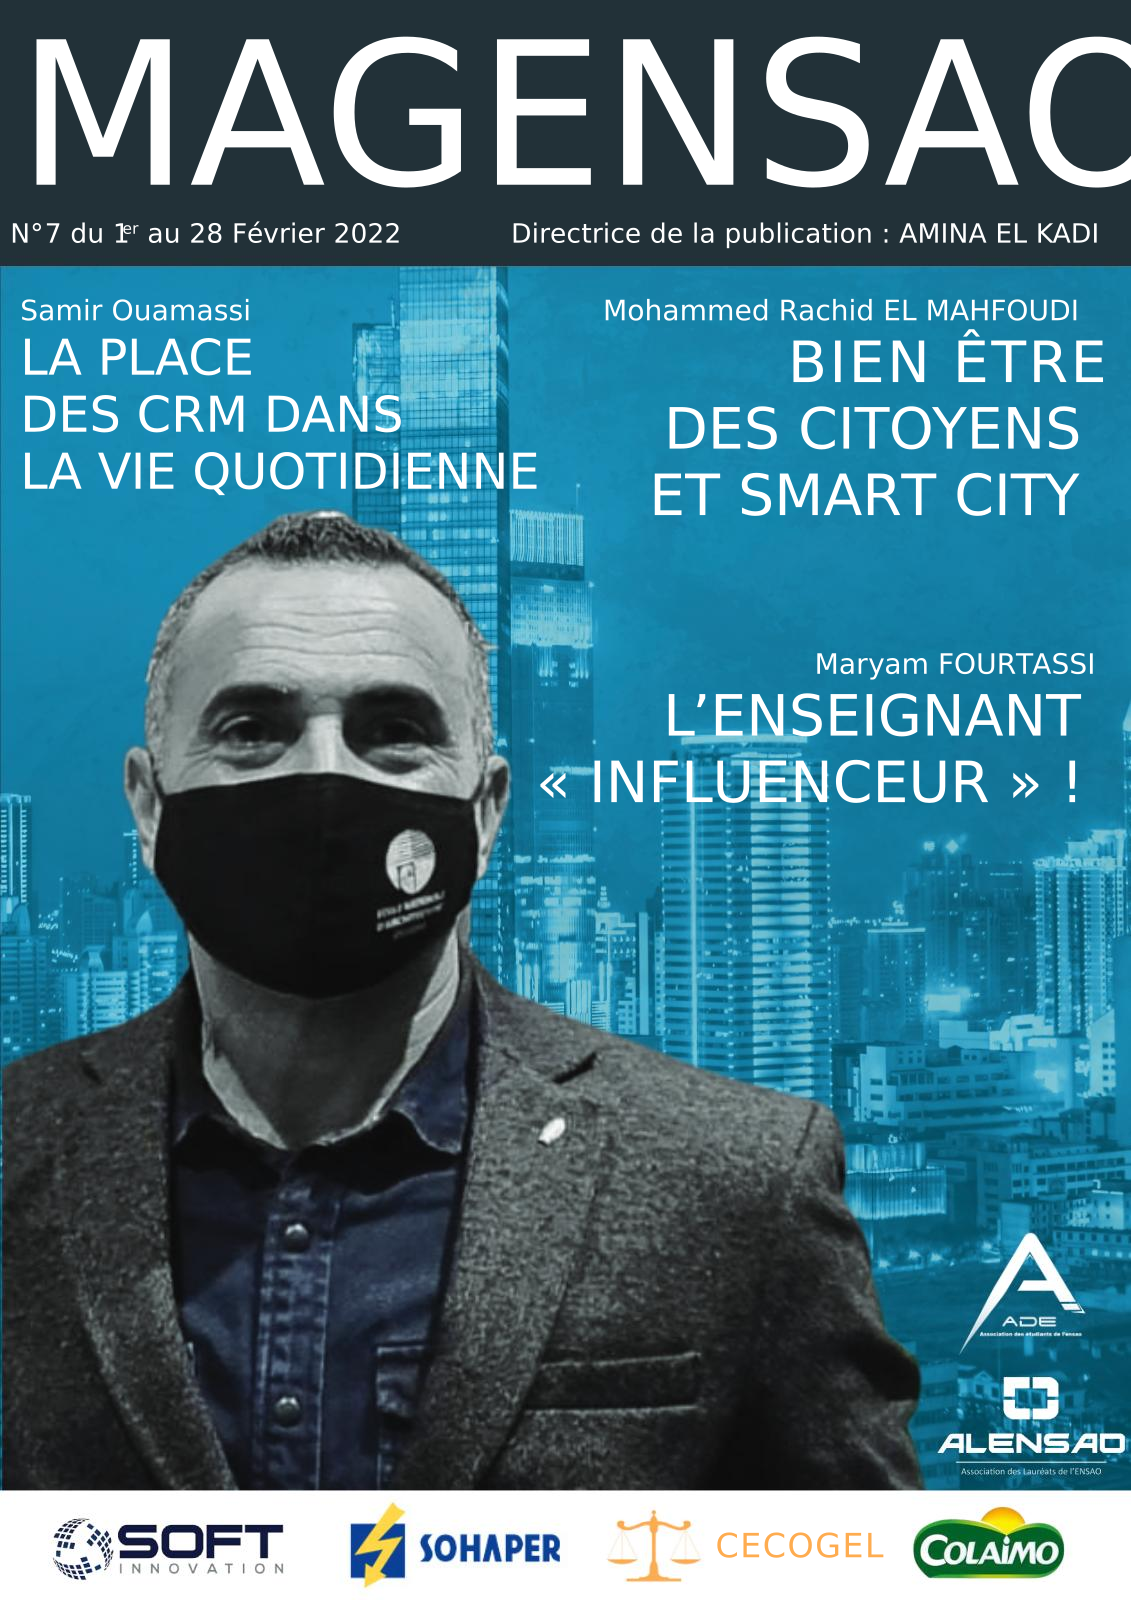 MAGENSAO
N°7 du 1er au 28 Février 2022
Directrice de la publication : AMINA EL KADI
Samir Ouamassi
LA PLACE
DES CRM DANS
LA VIE QUOTIDIENNE
Mohammed Rachid EL MAHFOUDI
BIEN ÊTRE
DES CITOYENS
ET SMART CITY
Maryam FOURTASSI
L’ENSEIGNANT
« INFLUENCEUR » !
ADE
Association des étudiants de l'ensao
ALENSAO
Association des Lauréats de l'ENSAO
SOFT
INNOVATION
SOHAPER
CECOGEL
COLAIMO